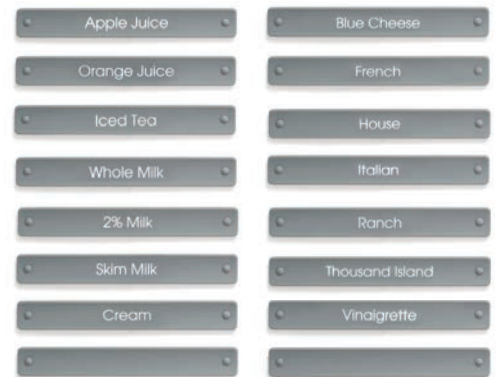 Apple Juice
Orange Juice
Iced Tea
Whole Milk
2% Milk
Skim Milk
Cream
Blue Cheese
French
House
Italian
Ranch
Thousand Island
Vinaigrette